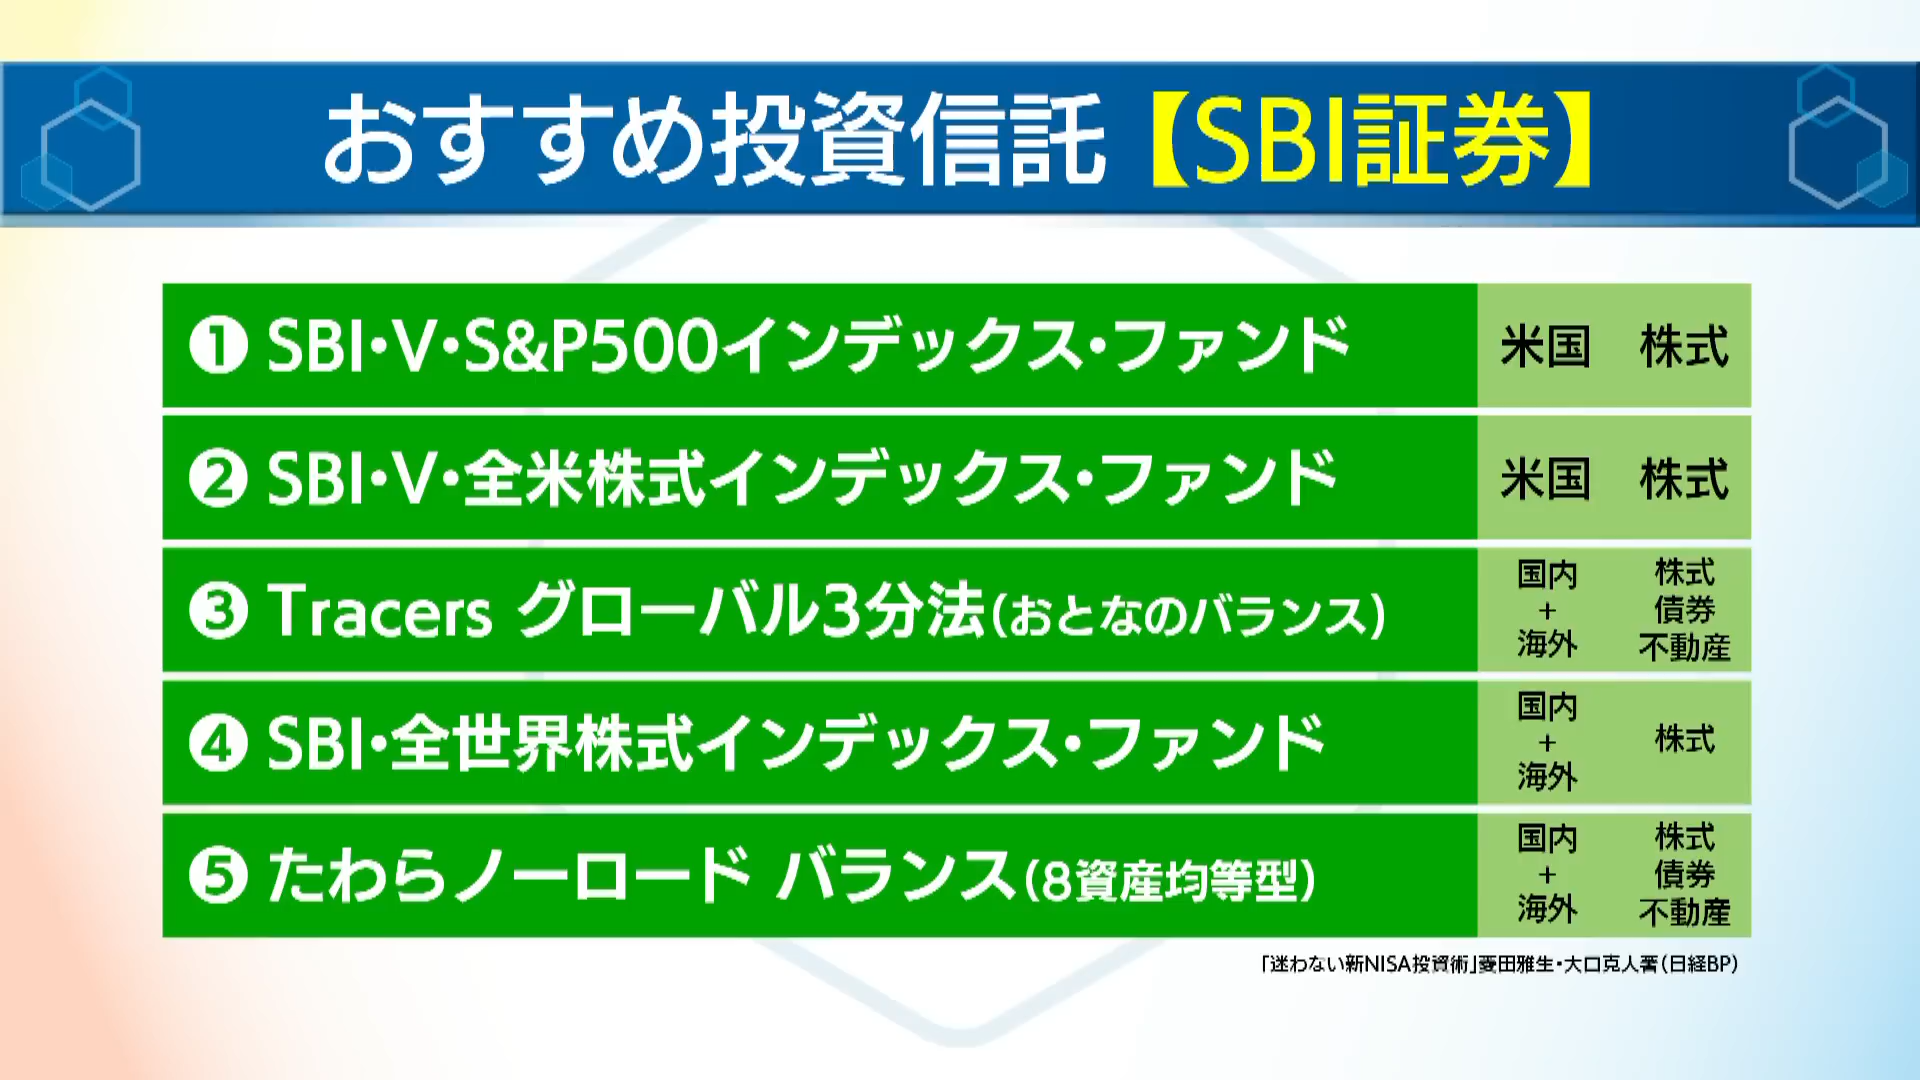 おすすめ投資信託【SBI証券】
❶ SBI・V・S&P500インデックス・ファンド 米国 株式
❷ SBI・V・全米株式インデックス・ファンド 米国 株式
❸ Tracers グローバル3分法(おとなのバランス) 国内+海外 株式 債券 不動産
❹ SBI・全世界株式インデックス・ファンド 国内+海外 株式
❺ たわらノーロード バランス(8資産均等型) 国内+海外 株式 債券 不動産
「迷わない新NISA投資術」菱田雅生・大口克人著(日経BP)